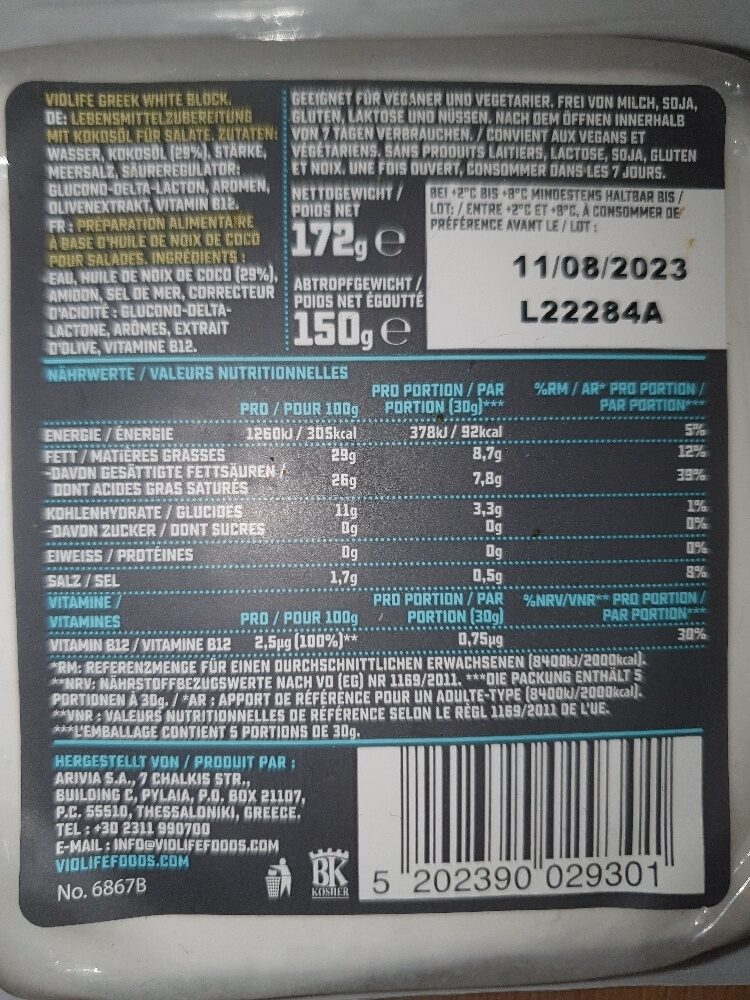 VIOLIFE GREEK WHITE BLOCK.
DE: LEBENSMITTELZUBEREITUNG
MIT KOKOSÖL FÜR SALATE. ZUTATEN:
WASSER, KOKOSÖL (29%), STÄRKE,
MEERSALZ, SÄUREREGULATOR:
GLUCONO-DELTA-LACTON, AROMEN,
OLIVENEXTRAKT, VITAMIN B12.
FR : PRÉPARATION ALIMENTAIRE
À BASE D'HUILE DE NOIX DE COCO
POUR SALADES. INGRÉDIENTS :
EAU, HUILE DE NOIX DE COCO (29%),
AMIDON, SEL DE MER, CORRECTEUR
D'ACIDITÉ : GLUCONO-DELTA-
LACTONE, ARÔMES, EXTRAIT
D'OLIVE, VITAMINE B12.
GEEIGNET FÜR VEGANER UND VEGETARIER. FREI VON MILCH, SOJA,
GLUTEN, LAKTOSE UND NÜSSEN. NACH DEM ÖFFNEN INNERHALB
VON 7 TAGEN VERBRAUCHEN. / CONVIENT AUX VEGANS ET
VÉGÉTARIENS. SANS PRODUITS LAITIERS, LACTOSE, SOJA, GLUTEN
ET NOIX. UNE FOIS OUVERT, CONSOMMER DANS LES 7 JOURS.
NETTOGEWICHT /
POIDS NET
172g e
ABTROPFGEWICHT /
POIDS NET ÉGOUTTÉ
150g e
BEI +2°C BIS +8°C MINDESTENS HALTBAR BIS /
LOT: / ENTRE +2°C ET +8°C, À CONSOMMER DE
PRÉFÉRENCE AVANT LE / LOT :
11/08/2023
L22284A
NÄHRWERTE / VALEURS NUTRITIONNELLES
PRO / POUR 100g PRO PORTION / PAR PORTION (30g)*** %RM / AR* PRO PORTION / PAR PORTION***
ENERGIE / ÉNERGIE 1260kJ / 305kcal 378kJ / 92kcal 5%
FETT / MATIÈRES GRASSES 29g 8,7g 12%
-DAVON GESÄTTIGTE FETTSÄUREN /
DONT ACIDES GRAS SATURÉS 26g 7,8g 39%
KOHLENHYDRATE / GLUCIDES 11g 3,3g 1%
-DAVON ZUCKER / DONT SUCRES 0g 0g 0%
EIWEISS / PROTÉINES 0g 0g 0%
SALZ / SEL 1,7g 0,5g 8%
VITAMINE /
VITAMINES PRO / POUR 100g PRO PORTION / PAR PORTION (30g) %NRV/VNR** PRO PORTION / PAR PORTION***
VITAMIN B12 / VITAMINE B12 2,5µg (100%)** 0,75µg 30%
*RM: REFERENZMENGE FÜR EINEN DURCHSCHNITTLICHEN ERWACHSENEN (8400kJ/2000kcal).
**NRV: NÄHRSTOFFBEZUGSWERTE NACH VO (EG) NR 1169/2011. ***DIE PACKUNG ENTHÄLT 5
PORTIONEN À 30g. / *AR : APPORT DE RÉFÉRENCE POUR UN ADULTE-TYPE (8400kJ/2000kcal).
**VNR : VALEURS NUTRITIONNELLES DE RÉFÉRENCE SELON LE RÈGL 1169/2011 DE L'UE.
***L'EMBALLAGE CONTIENT 5 PORTIONS DE 30g.
HERGESTELLT VON / PRODUIT PAR :
ARIVIA S.A., 7 CHALKIS STR.,
BUILDING C, PYLAIA, P.O. BOX 21107,
P.C. 55510, THESSALONIKI, GREECE.
TEL : +30 2311 990700
E-MAIL : INFO@VIOLIFEFOODS.COM
VIOLIFEFOODS.COM
No. 6867B
BK
KOSHER
5 202390 029301